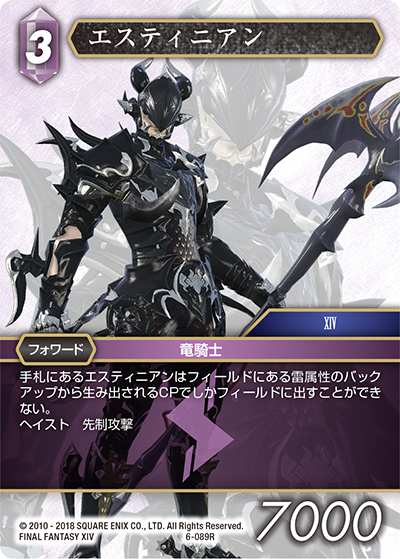 3
エスティニアン
XIV
フォワード
竜騎士
手札にあるエスティニアンはフィールドにある雷属性のバック
アップから生み出されるCPでしかフィールドに出すことができ
ない。
ヘイスト　先制攻撃
© 2010 - 2018 SQUARE ENIX CO., LTD. All Rights Reserved.
FINAL FANTASY XIV
6-089R
7000